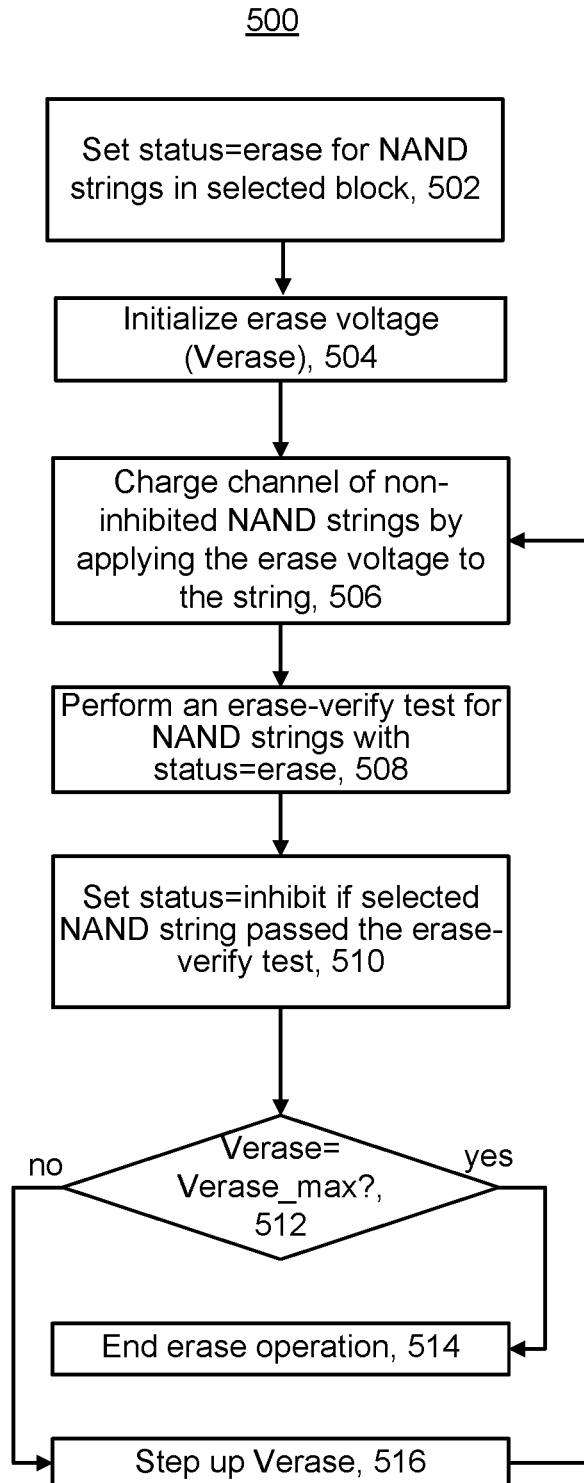 500
Set status=erase for NAND
strings in selected block, 502
Initialize erase voltage
(Verase), 504
Charge channel of non-
inhibited NAND strings by
applying the erase voltage to
the string, 506
Perform an erase-verify test for
NAND strings with
status=erase, 508
Set status=inhibit if selected
NAND string passed the erase-
verify test, 510
Verase=
Verase_max?,
512
no
yes
End erase operation, 514
Step up Verase, 516